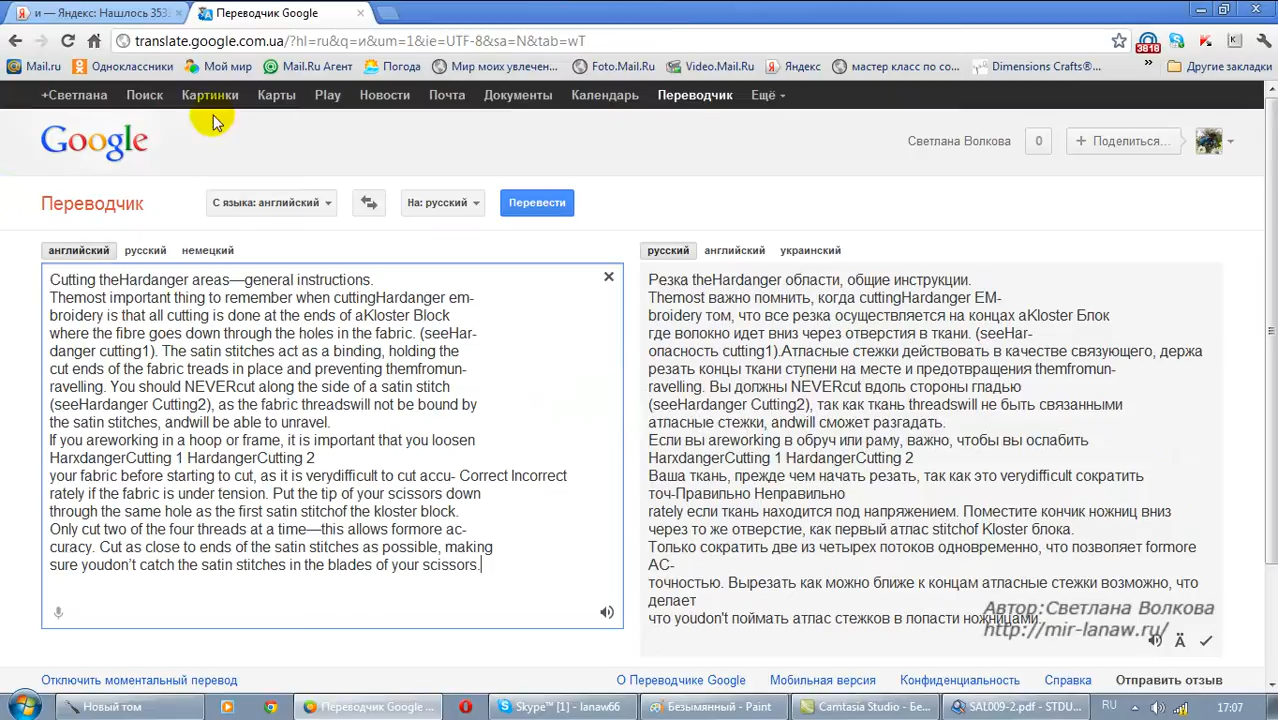 и — Яндекс: Нашлось 353
Переводчик Google
translate.google.com.ua/?hl=ru&q=и&um=1&ie=UTF-8&sa=N&tab=wT
3818
Mail.ru Одноклассники Мой мир Mail.Ru Агент Погода Мир моих увлечен... Foto.Mail.Ru Video.Mail.Ru Яндекс мастер класс по со... Dimensions Crafts®... » Другие закладки
+Светлана Поиск Картинки Карты Play Новости Почта Документы Календарь Переводчик Ещё
Google
Светлана Волкова 0 + Поделиться...
Переводчик С языка: английский На: русский Перевести
английский русский немецкий
русский английский украинский
Cutting theHardanger areas—general instructions.
Themost important thing to remember when cuttingHardanger em-
broidery is that all cutting is done at the ends of aKloster Block
where the fibre goes down through the holes in the fabric. (seeHar-
danger cutting1). The satin stitches act as a binding, holding the
cut ends of the fabric treads in place and preventing themfromun-
ravelling. You should NEVERcut along the side of a satin stitch
(seeHardanger Cutting2), as the fabric threadswill not be bound by
the satin stitches, andwill be able to unravel.
If you areworking in a hoop or frame, it is important that you loosen
HarxdangerCutting 1 HardangerCutting 2
your fabric before starting to cut, as it is verydifficult to cut accu- Correct Incorrect
rately if the fabric is under tension. Put the tip of your scissors down
through the same hole as the first satin stitchof the kloster block.
Only cut two of the four threads at a time—this allows formore ac-
curacy. Cut as close to ends of the satin stitches as possible, making
sure youdon't catch the satin stitches in the blades of your scissors.
Резка theHardanger области, общие инструкции.
Themost важно помнить, когда cuttingHardanger EM-
broidery том, что все резка осуществляется на концах aKloster Блок
где волокно идет вниз через отверстия в ткани. (seeHar-
опасность cutting1).Атласные стежки действовать в качестве связующего, держа
резать концы ткани ступени на месте и предотвращения themfromun-
ravelling. Вы должны NEVERcut вдоль стороны гладью
(seeHardanger Cutting2), так как ткань threadswill не быть связанными
атласные стежки, andwill сможет разгадать.
Если вы areworking в обруч или раму, важно, чтобы вы ослабить
HarxdangerCutting 1 HardangerCutting 2
Ваша ткань, прежде чем начать резать, так как это verydifficult сократить
точ-Правильно Неправильно
rately если ткань находится под напряжением. Поместите кончик ножниц вниз
через то же отверстие, как первый атлас stitchof Kloster блока.
Только сократить две из четырех потоков одновременно, что позволяет formore
AC-
точностью. Вырезать как можно ближе к концам атласные стежки возможно, что
делает
что youdon't поймать атлас стежков в лопасти ножницами.
Автор:Светлана Волкова
http://mir-lanaw.ru/
Ä
Отключить моментальный перевод
О Переводчике Google Мобильная версия Конфиденциальность Справка Отправить отзыв
Новый том Переводчик Google ... Skype™ [1] - lanaw66 Безымянный - Paint Camtasia Studio - Бе... SAL009-2.pdf - STDU... RU 17:07